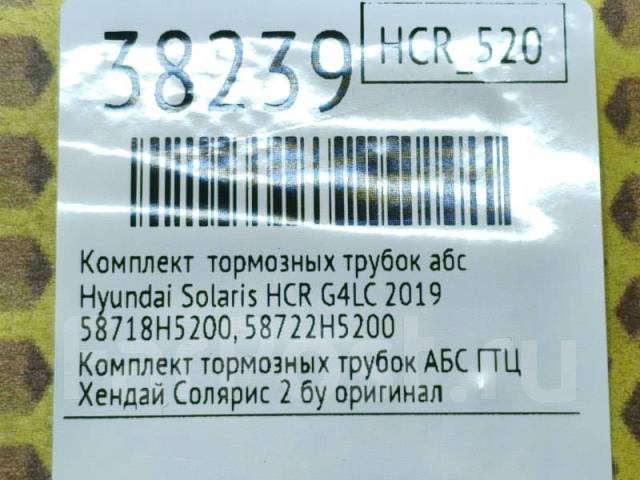 38239
HCR_520
Комплект тормозных трубок абс
Hyundai Solaris HCR G4LC 2019
58718H5200, 58722H5200
Комплект тормозных трубок АБС ГТЦ
Хендай Солярис 2 бу оригинал